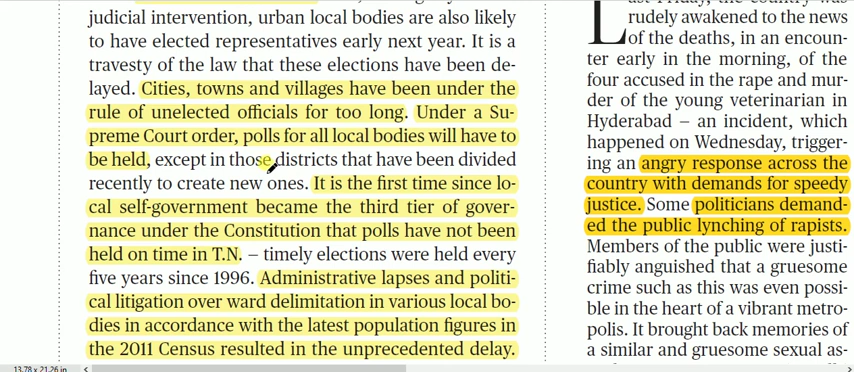 judicial intervention, urban local bodies are also likely
to have elected representatives early next year. It is a
travesty of the law that these elections have been de-
layed. Cities, towns and villages have been under the
rule of unelected officials for too long. Under a Su-
preme Court order, polls for all local bodies will have to
be held, except in those districts that have been divided
recently to create new ones. It is the first time since lo-
cal self-government became the third tier of gover-
nance under the Constitution that polls have not been
held on time in T.N. – timely elections were held every
five years since 1996. Administrative lapses and politi-
cal litigation over ward delimitation in various local bo-
dies in accordance with the latest population figures in
the 2011 Census resulted in the unprecedented delay.
L
rudely awakened to the news
of the deaths, in an encoun-
ter early in the morning, of the
four accused in the rape and mur-
der of the young veterinarian in
Hyderabad – an incident, which
happened on Wednesday, trigger-
ing an angry response across the
country with demands for speedy
justice. Some politicians demand-
ed the public lynching of rapists.
Members of the public were justi-
fiably anguished that a gruesome
crime such as this was even possi-
ble in the heart of a vibrant metro-
polis. It brought back memories of
a similar and gruesome sexual as-
13.78 x 21.26 in